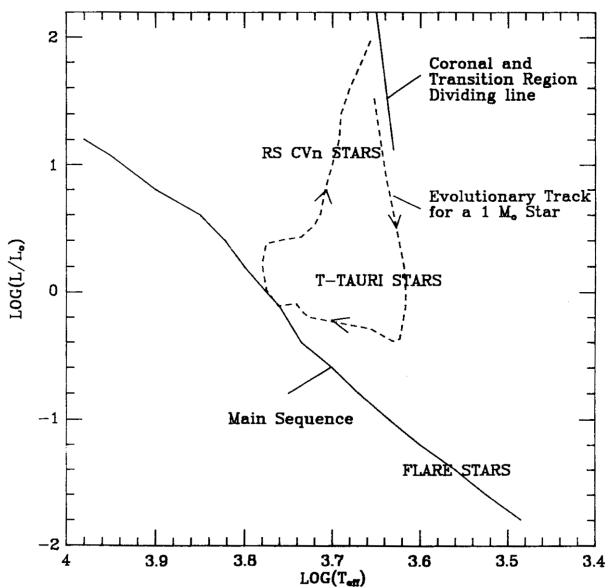 2
1
0
-1
-2
LOG(L/L₀)
Coronal and
Transition Region
Dividing line
RS CVn STARS
Evolutionary Track
for a 1 M₀ Star
T-TAURI STARS
Main Sequence
FLARE STARS
4
3.9
3.8
3.7
3.6
3.5
3.4
LOG(Teff)